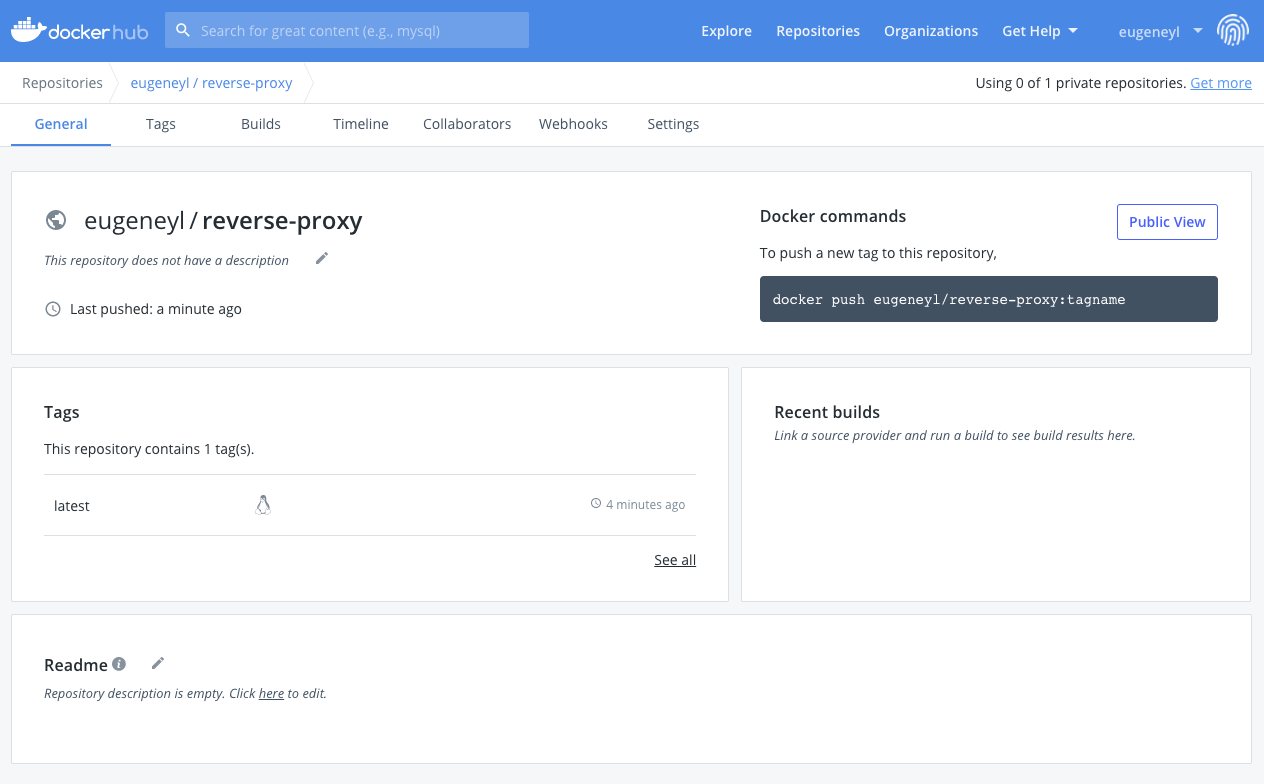 dockerhub
Search for great content (e.g., mysql)
Explore
Repositories
Organizations
Get Help
eugeneyl
Repositories
eugeneyl / reverse-proxy
Using 0 of 1 private repositories. Get more
General
Tags
Builds
Timeline
Collaborators
Webhooks
Settings
eugeneyl / reverse-proxy
This repository does not have a description
Last pushed: a minute ago
Docker commands
Public View
To push a new tag to this repository,
docker push eugeneyl/reverse-proxy:tagname
Tags
This repository contains 1 tag(s).
latest
4 minutes ago
See all
Recent builds
Link a source provider and run a build to see build results here.
Readme
Repository description is empty. Click here to edit.